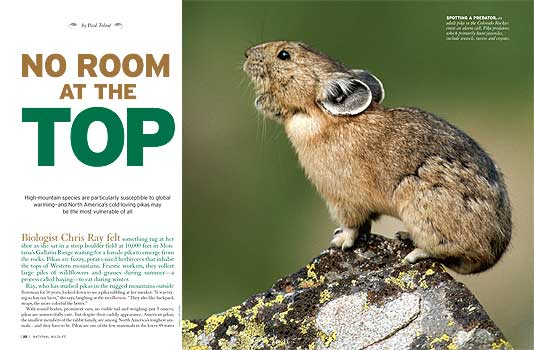 by Paul Tolmé
NO ROOM
AT THE
TOP
High-mountain species are particularly susceptible to global
warming—and North America's cold-loving pikas may
be the most vulnerable of all
Biologist Chris Ray felt something tug at her
shoe as she sat in a steep boulder field at 10,000 feet in Mon-
tana's Gallatin Range waiting for a female pika to emerge from
the rocks. Pikas are fuzzy, potato-sized herbivores that inhabit
the tops of Western mountains. Frantic workers, they collect
large piles of wildflowers and grasses during summer—a
process called haying—to eat during winter.
Ray, who has studied pikas in the rugged mountains outside
Bozeman for 16 years, looked down to see a pika nibbling at her sneaker. "It was try-
ing to hay my laces," she says, laughing at the recollection. "They also like backpack
straps, the more colorful the better."
With round bodies, prominent ears, no visible tail and weighing just 5 ounces,
pikas are unmercifully cute. But despite their cuddly appearance, American pikas,
the smallest members of the rabbit family, are among North America's toughest ani-
mals—and they have to be. Pikas are one of the few mammals in the lower 48 states
NATIONAL WILDLIFE
SPOTTING A PREDATOR, an
adult pika in the Colorado Rockies
emits an alarm call. Pika predators,
which primarily hunt juveniles,
include weasels, ravens and coyotes.